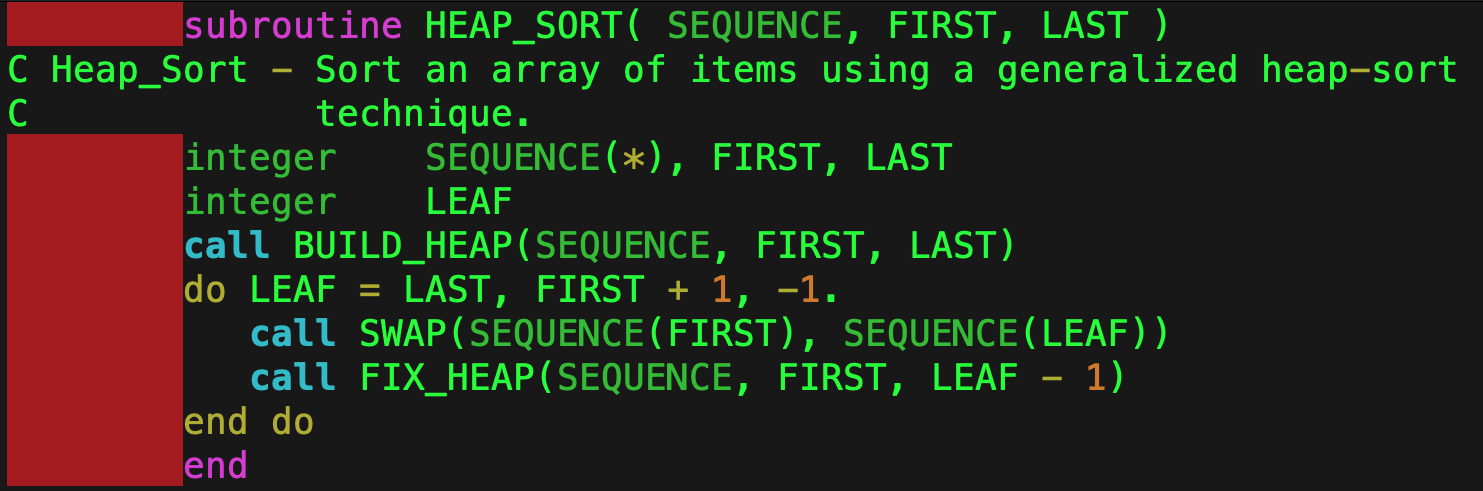 subroutine HEAP_SORT( SEQUENCE, FIRST, LAST )
C Heap_Sort - Sort an array of items using a generalized heap-sort
C             technique.
        integer    SEQUENCE(*), FIRST, LAST
        integer    LEAF
        call BUILD_HEAP(SEQUENCE, FIRST, LAST)
        do LEAF = LAST, FIRST + 1, -1.
           call SWAP(SEQUENCE(FIRST), SEQUENCE(LEAF))
           call FIX_HEAP(SEQUENCE, FIRST, LEAF - 1)
        end do
        end